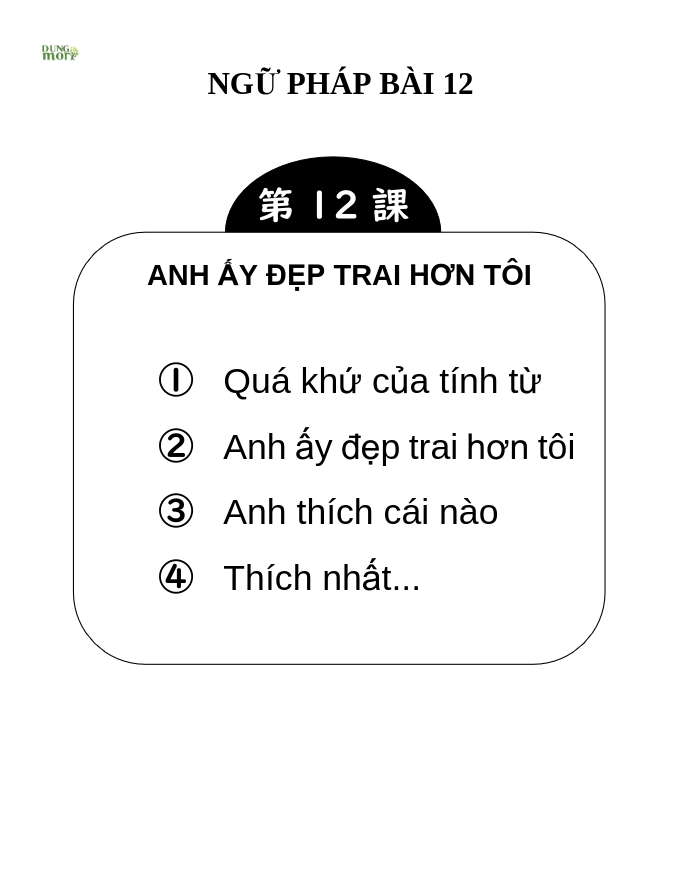 DUNG
mori
NGỮ PHÁP BÀI 12
第 12 課
ANH ẤY ĐẸP TRAI HƠN TÔI
① Quá khứ của tính từ
② Anh ấy đẹp trai hơn tôi
③ Anh thích cái nào
④ Thích nhất...